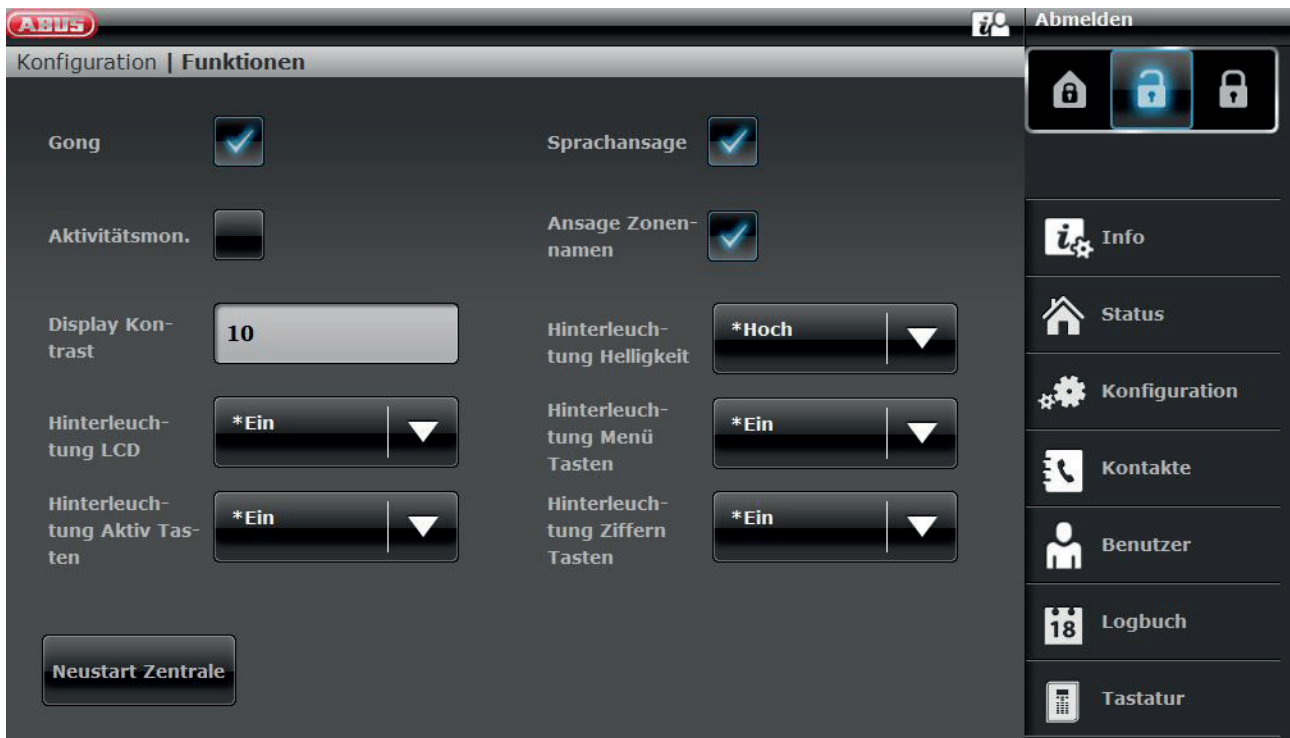 ABUS
Abmelden
Konfiguration | Funktionen
Gong
Sprachansage
Aktivitätsmon.
Ansage Zonen-
namen
Display Kon-
trast
10
Hinterleuch-
tung Helligkeit
*Hoch
Hinterleuch-
tung LCD
*Ein
Hinterleuch-
tung Menü
Tasten
*Ein
Hinterleuch-
tung Aktiv Tas-
ten
*Ein
Hinterleuch-
tung Ziffern
Tasten
*Ein
Neustart Zentrale
Info
Status
Konfiguration
Kontakte
Benutzer
18
Logbuch
Tastatur